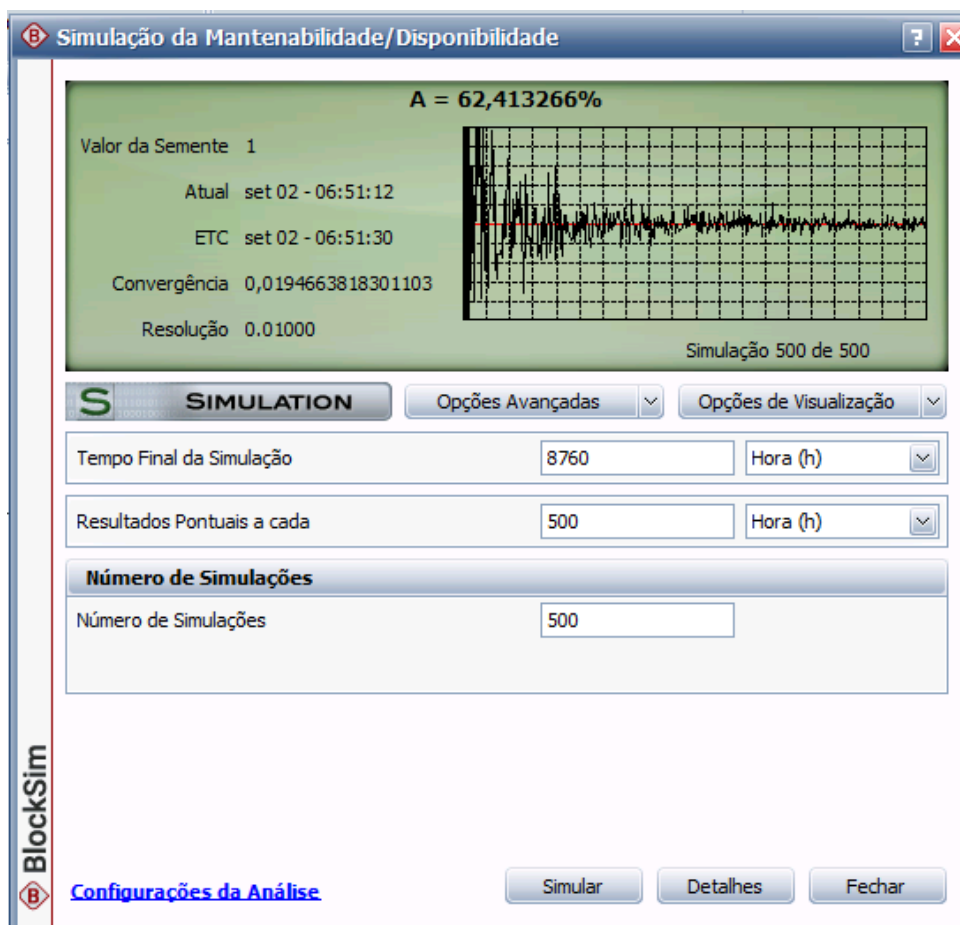 Simulação da Mantenabilidade/Disponibilidade
A = 62,413266%
Valor da Semente 1
Atual set 02 - 06:51:12
ETC set 02 - 06:51:30
Convergência 0,0194663818301103
Resolução 0.01000
Simulação 500 de 500
S SIMULATION
Opções Avançadas
Opções de Visualização
Tempo Final da Simulação 8760 Hora (h)
Resultados Pontuais a cada 500 Hora (h)
Número de Simulações
Número de Simulações 500
BlockSim
Configurações da Análise
Simular
Detalhes
Fechar